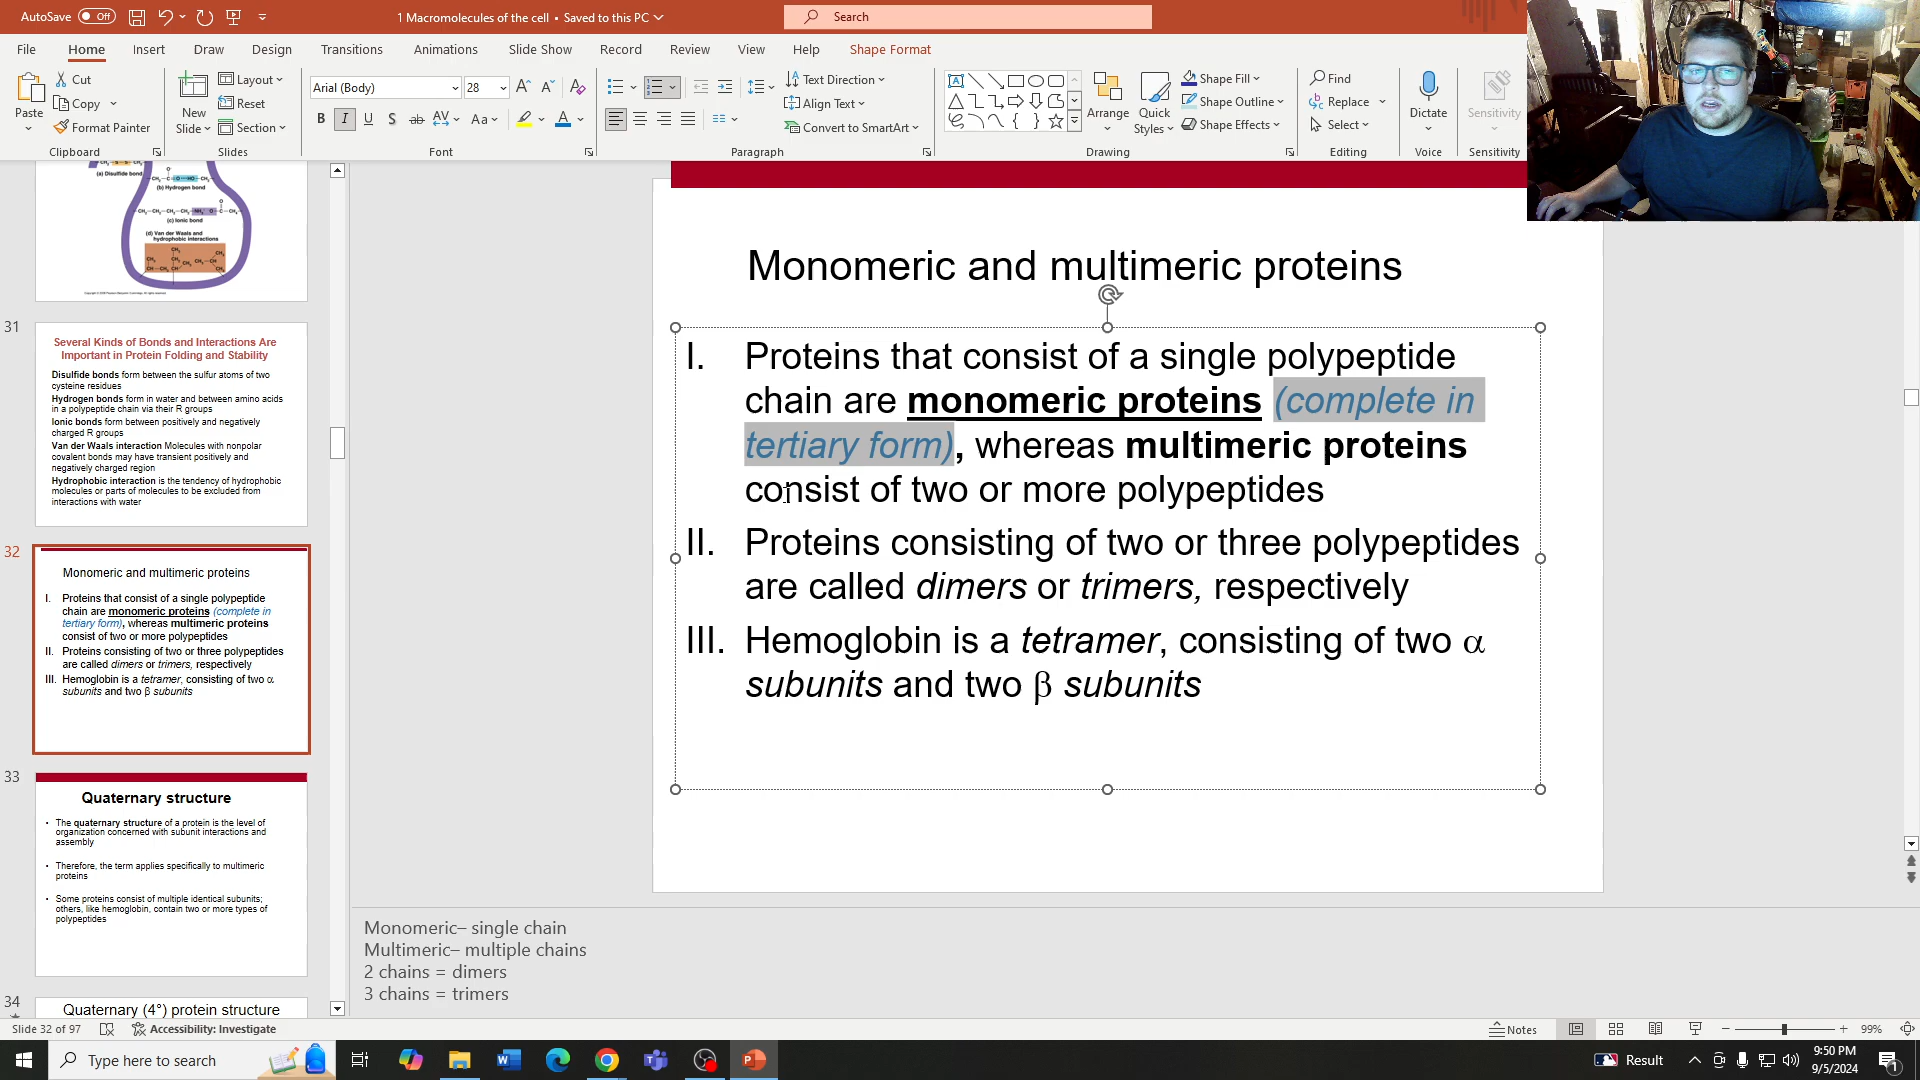 AutoSave Off 1 Macromolecules of the cell • Saved to this PC Search
File Home Insert Draw Design Transitions Animations Slide Show Record Review View Help Shape Format
Paste Cut Copy Format Painter
Clipboard
New Slide Layout Reset Section
Slides
Arial (Body) 28
B I U S ab AV Aa A
Font
Text Direction
Align Text
Convert to SmartArt
Paragraph
Arrange Quick Styles
Shape Fill
Shape Outline
Shape Effects
Drawing
Find
Replace
Select
Editing
Dictate
Voice
Sensitivity
Sensitivity
(a) Disulfide bond
(b) Hydrogen bond
(c) Ionic bond
(d) Van der Waals and
hydrophobic interactions
31
Several Kinds of Bonds and Interactions Are
Important in Protein Folding and Stability
Disulfide bonds form between the sulfur atoms of two
cysteine residues
Hydrogen bonds form in water and between amino acids
in a polypeptide chain via their R groups
Ionic bonds form between positively and negatively
charged R groups
Van der Waals interaction Molecules with nonpolar
covalent bonds may have transient positively and
negatively charged region
Hydrophobic interaction is the tendency of hydrophobic
molecules or parts of molecules to be excluded from
interactions with water
32
Monomeric and multimeric proteins
I. Proteins that consist of a single polypeptide
chain are monomeric proteins (complete in
tertiary form), whereas multimeric proteins
consist of two or more polypeptides
II. Proteins consisting of two or three polypeptides
are called dimers or trimers, respectively
III. Hemoglobin is a tetramer, consisting of two α
subunits and two β subunits
33
Quaternary structure
• The quaternary structure of a protein is the level of
organization concerned with subunit interactions and
assembly
• Therefore, the term applies specifically to multimeric
proteins
• Some proteins consist of multiple identical subunits;
others, like hemoglobin, contain two or more types of
polypeptides
34
Quaternary (4°) protein structure
Monomeric and multimeric proteins
I. Proteins that consist of a single polypeptide
chain are monomeric proteins (complete in
tertiary form), whereas multimeric proteins
consist of two or more polypeptides
II. Proteins consisting of two or three polypeptides
are called dimers or trimers, respectively
III. Hemoglobin is a tetramer, consisting of two α
subunits and two β subunits
Monomeric– single chain
Multimeric– multiple chains
2 chains = dimers
3 chains = trimers
Slide 32 of 97 Accessibility: Investigate Notes 99%
Type here to search Result 9:50 PM
9/5/2024